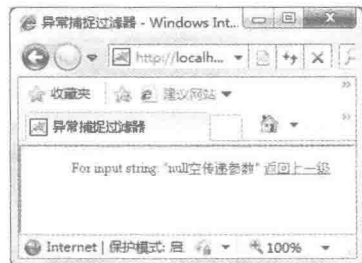 异常捕捉过滤器 - Windows Int...
http://localh...
收藏夹 建议网站
异常捕捉过滤器
For input string: "null空传递参数" 返回上一级
Internet | 保护模式: 启 100%